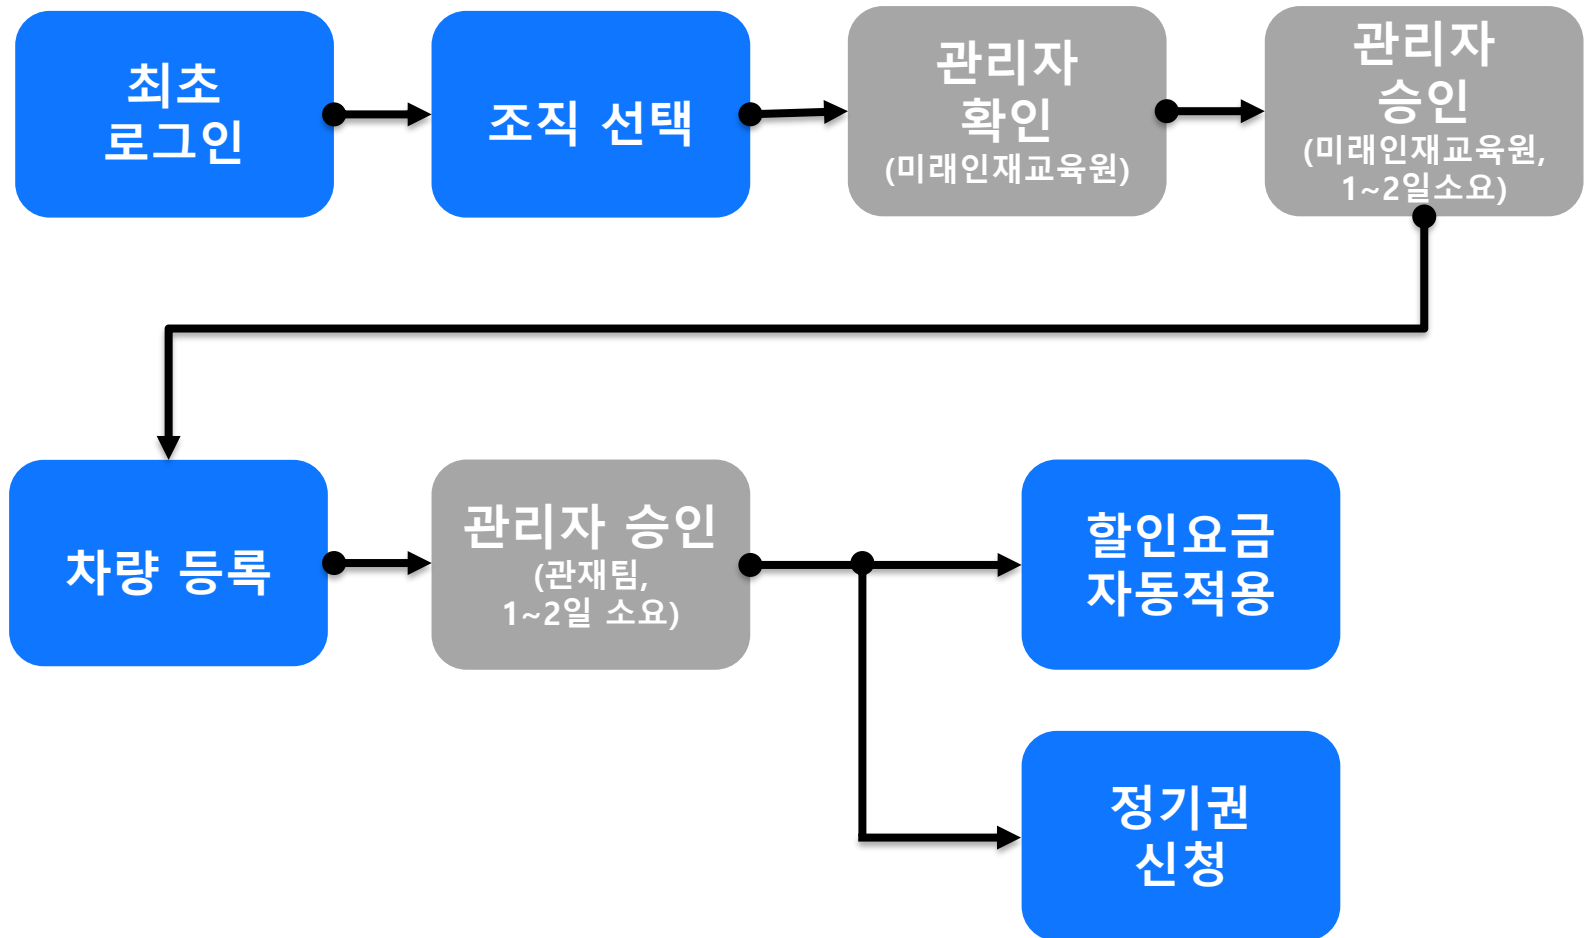 최초
로그인
조직 선택
관리자
확인
(미래인재교육원)
관리자
승인
(미래인재교육원,
1~2일소요)
차량 등록
관리자 승인
(관재팀,
1~2일 소요)
할인요금
자동적용
정기권
신청